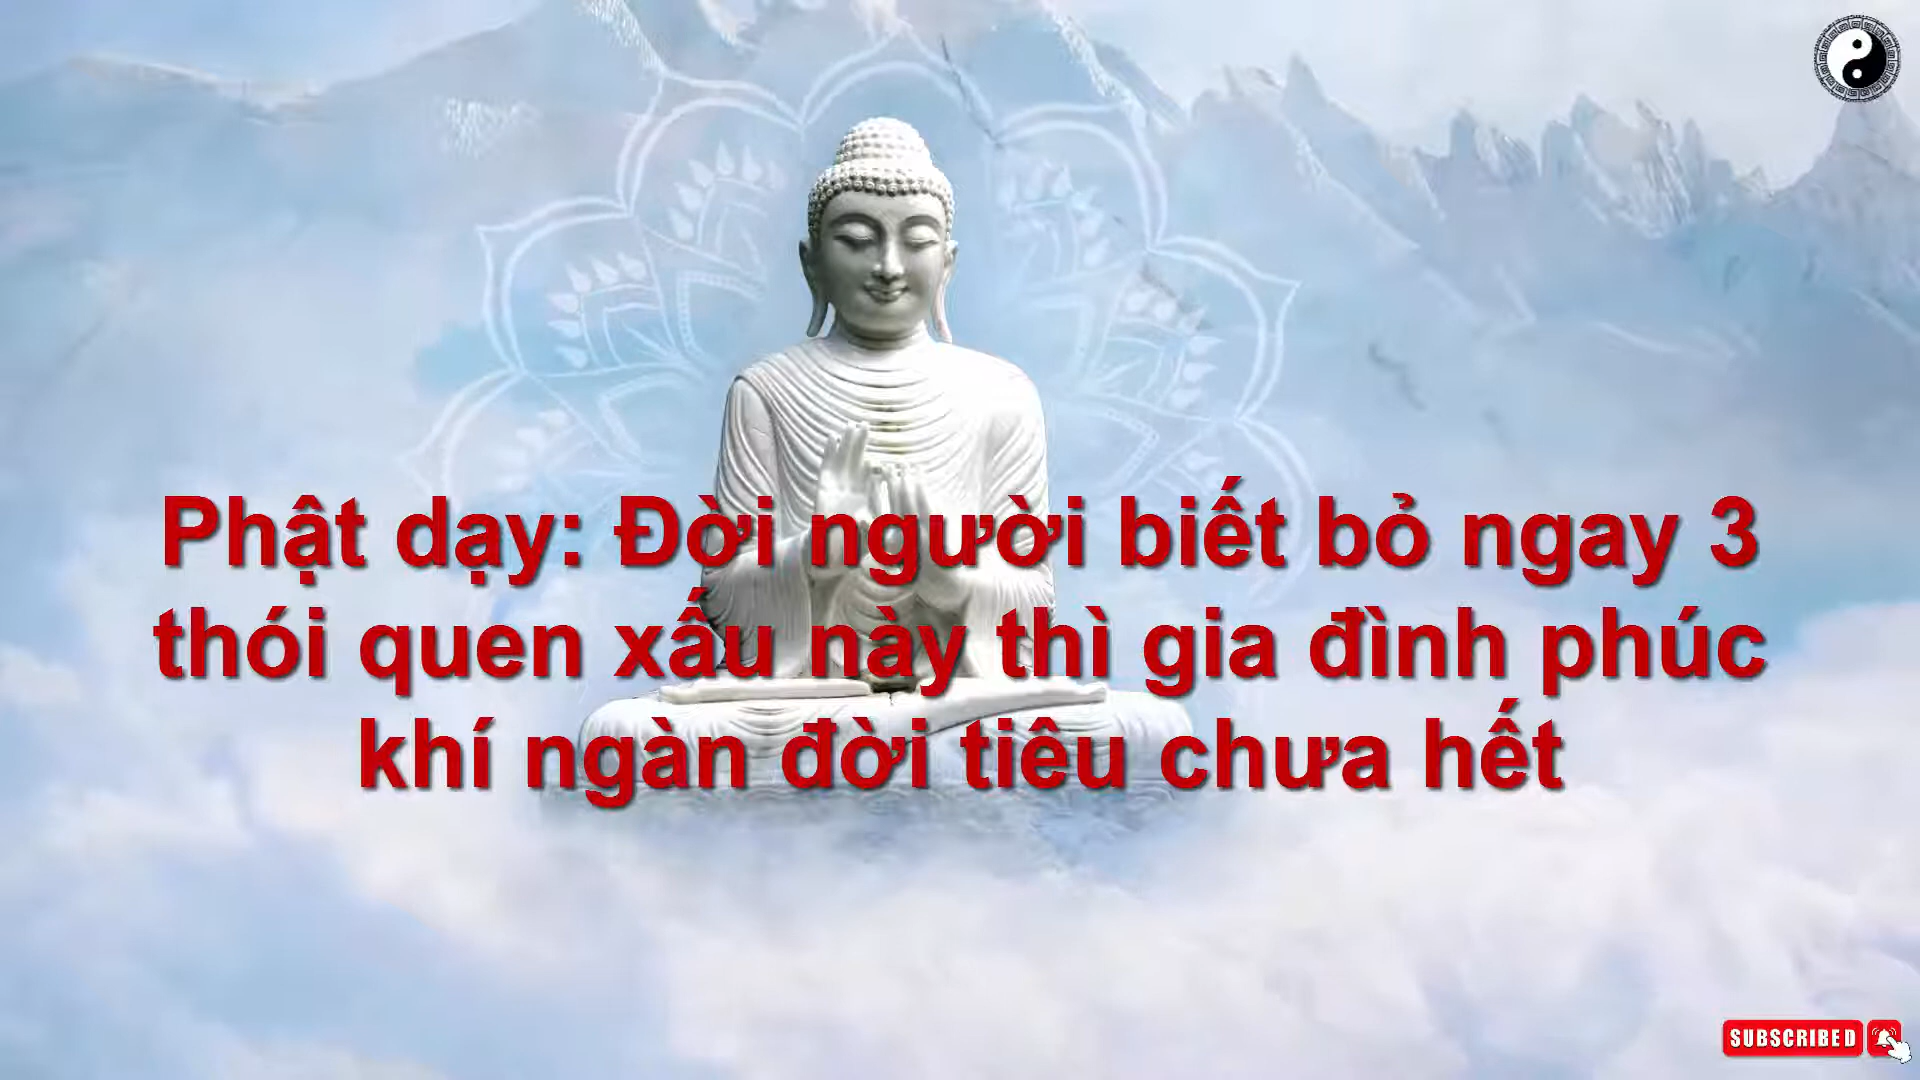 Phật dạy: Đời người biết bỏ ngay 3
thói quen xấu này thì gia đình phúc
khí ngàn đời tiêu chưa hết
SUBSCRIBED